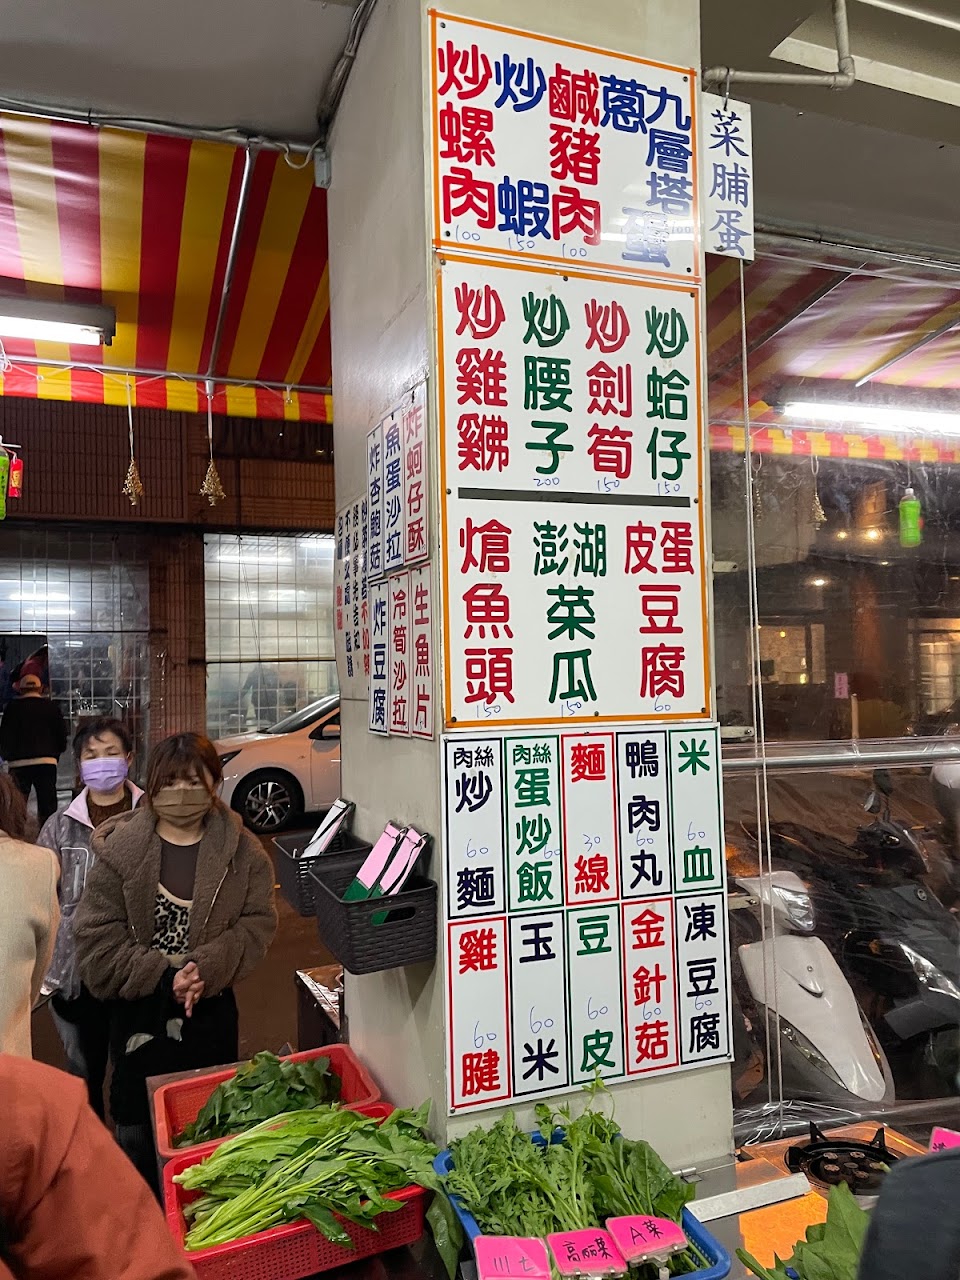 炒螺肉 100
炒蝦 150
鹹豬肉 100
蔥
九層塔
蛋 100
菜脯蛋
炒雞腳
炒腰子 200
炒劍筍 150
炒蛤仔 150
熗魚頭 150
澎湖菜瓜 150
皮蛋豆腐 60
炸蚵仔酥
魚蛋沙拉
炸杏鮑菇
生魚片
冷筍沙拉
炸豆腐
肉絲炒麵 60
肉絲蛋炒飯 60
麵線 30
鴨肉丸 60
米血 60
雞腱 60
玉米 60
豆皮 60
金針菇 60
凍豆腐 60
高麗菜
A菜